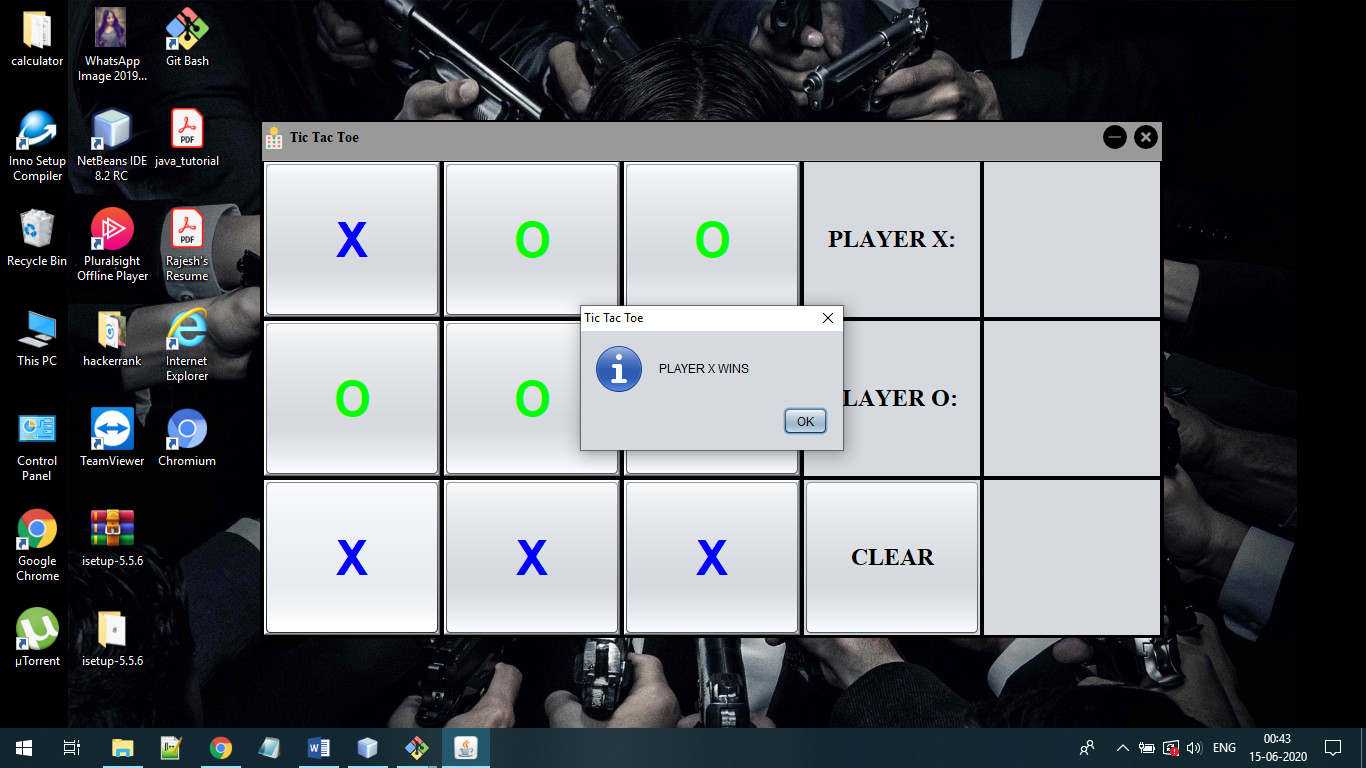 calculator
WhatsApp
Image 2019...
Git Bash
Inno Setup
Compiler
NetBeans IDE
8.2 RC
PDF
java_tutorial
Recycle Bin
Pluralsight
Offline Player
PDF
Rajesh's
Resume
This PC
hackerrank
Internet
Explorer
Control
Panel
TeamViewer
Chromium
Google
Chrome
isetup-5.5.6
µTorrent
isetup-5.5.6
Tic Tac Toe
X O O
PLAYER X:
O O
LAYER O:
X X X
CLEAR
Tic Tac Toe
PLAYER X WINS
OK
ENG
00:43
15-06-2020